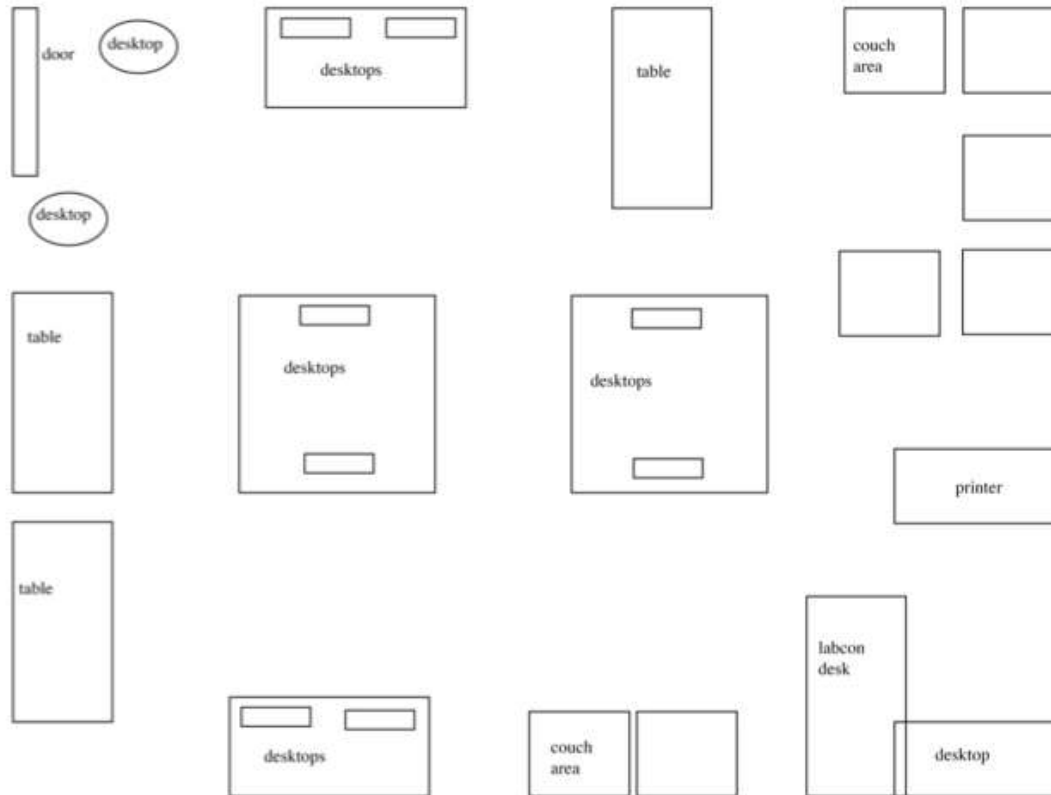 door
desktop
desktops
table
couch
area
desktop
table
desktops
desktops
printer
table
labcon
desk
desktops
couch
area
desktop